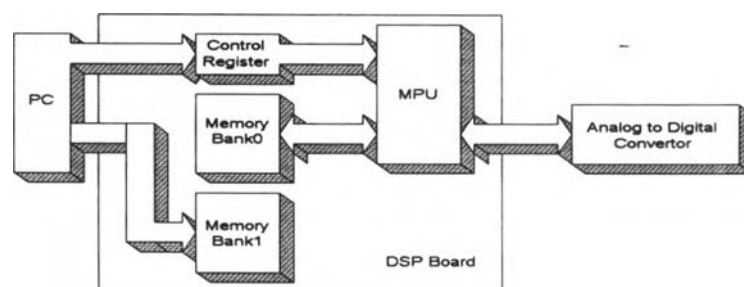 PC
Control
Register
MPU
Memory
Bank0
Analog to Digital
Convertor
Memory
Bank1
DSP Board